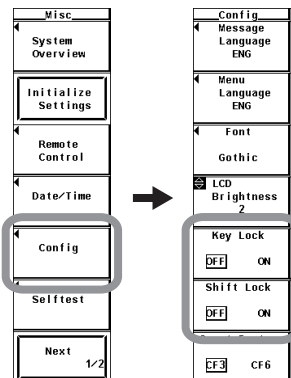 Misc
System
Overview
Initialize
Settings
Remote
Control
Date/Time
Config
Selftest
Next
1/2
Config
Message
Language
ENG
Menu
Language
ENG
Font
Gothic
LCD
Brightness
2
Key Lock
OFF ON
Shift Lock
OFF ON
CF3 CF6